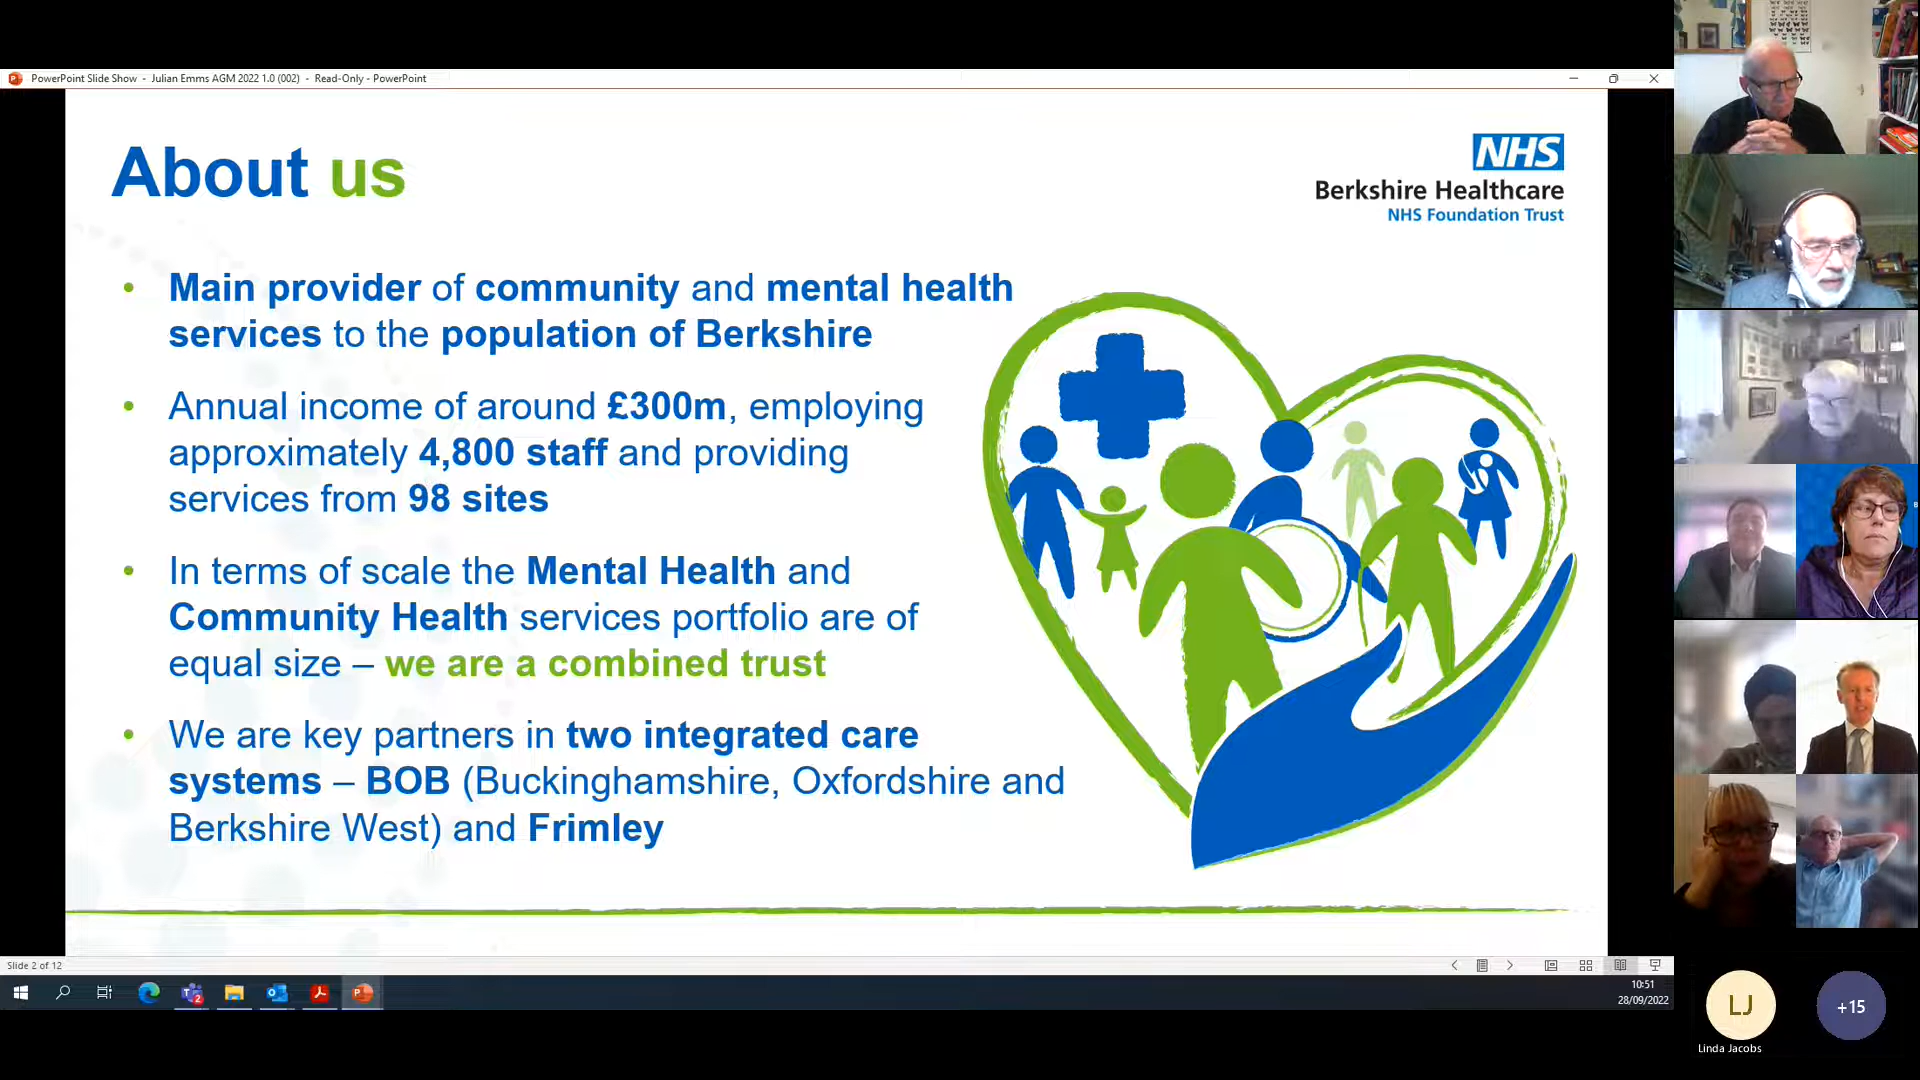 PowerPoint Slide Show - Julian Emms AGM 2022 1.0 (002) - Read-Only - PowerPoint
About us
NHS
Berkshire Healthcare
NHS Foundation Trust
• Main provider of community and mental health
services to the population of Berkshire
• Annual income of around £300m, employing
approximately 4,800 staff and providing
services from 98 sites
• In terms of scale the Mental Health and
Community Health services portfolio are of
equal size – we are a combined trust
• We are key partners in two integrated care
systems – BOB (Buckinghamshire, Oxfordshire and
Berkshire West) and Frimley
Slide 2 of 12
10:51
28/09/2022
LJ
+15
Linda Jacobs